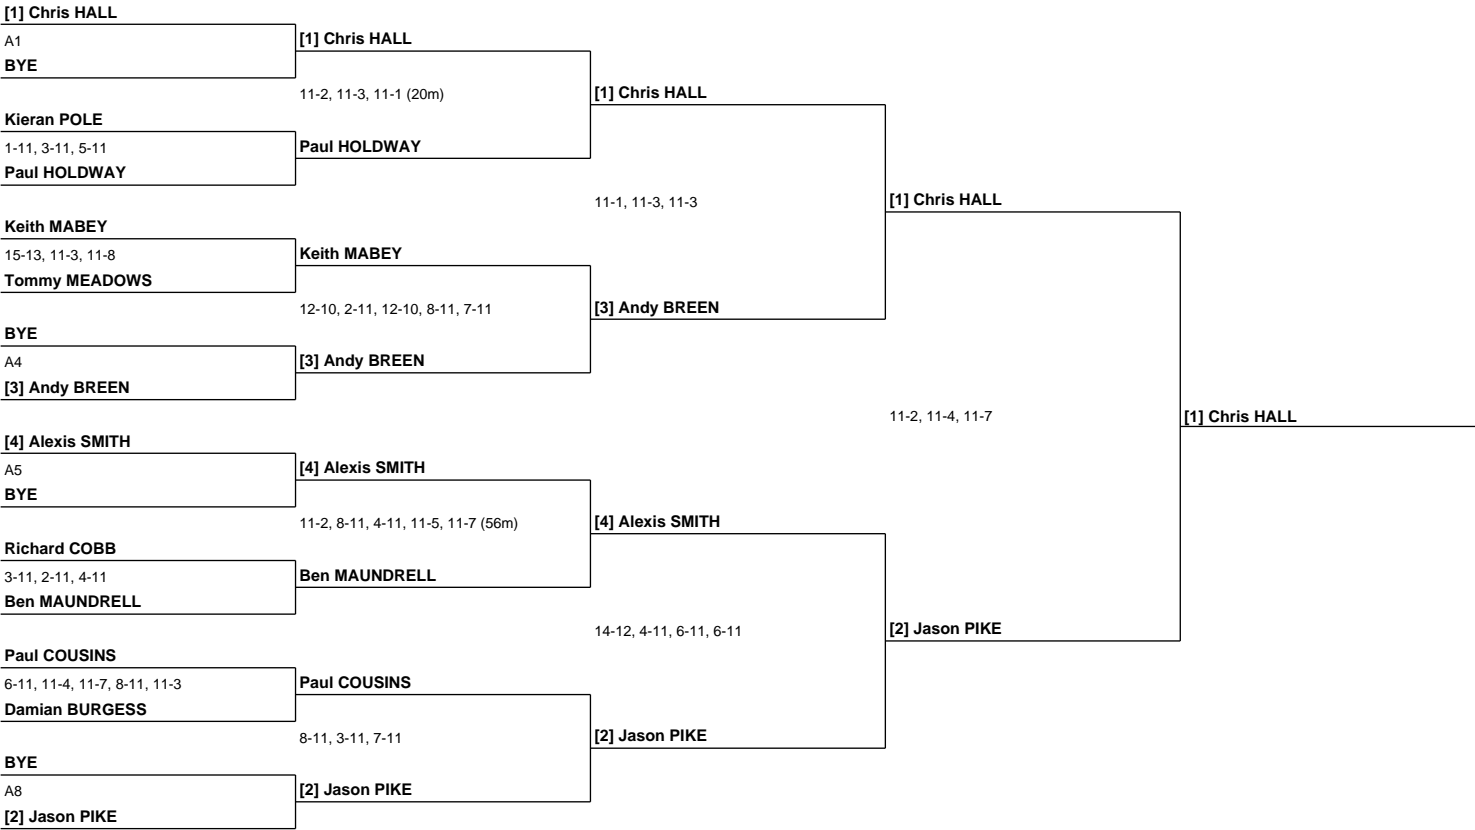 [1] Chris HALL
A1
BYE
Kieran POLE
1-11, 3-11, 5-11
Paul HOLDWAY
Keith MABEY
15-13, 11-3, 11-8
Tommy MEADOWS
BYE
A4
[3] Andy BREEN
[4] Alexis SMITH
A5
BYE
Richard COBB
3-11, 2-11, 4-11
Ben MAUNDRELL
Paul COUSINS
6-11, 11-4, 11-7, 8-11, 11-3
Damian BURGESS
BYE
A8
[2] Jason PIKE
[1] Chris HALL
11-2, 11-3, 11-1 (20m)
Paul HOLDWAY
Keith MABEY
12-10, 2-11, 12-10, 8-11, 7-11
[3] Andy BREEN
[4] Alexis SMITH
11-2, 8-11, 4-11, 11-5, 11-7 (56m)
Ben MAUNDRELL
Paul COUSINS
8-11, 3-11, 7-11
[2] Jason PIKE
[1] Chris HALL
11-1, 11-3, 11-3
[3] Andy BREEN
[4] Alexis SMITH
14-12, 4-11, 6-11, 6-11
[2] Jason PIKE
[1] Chris HALL
11-2, 11-4, 11-7
[2] Jason PIKE
[1] Chris HALL